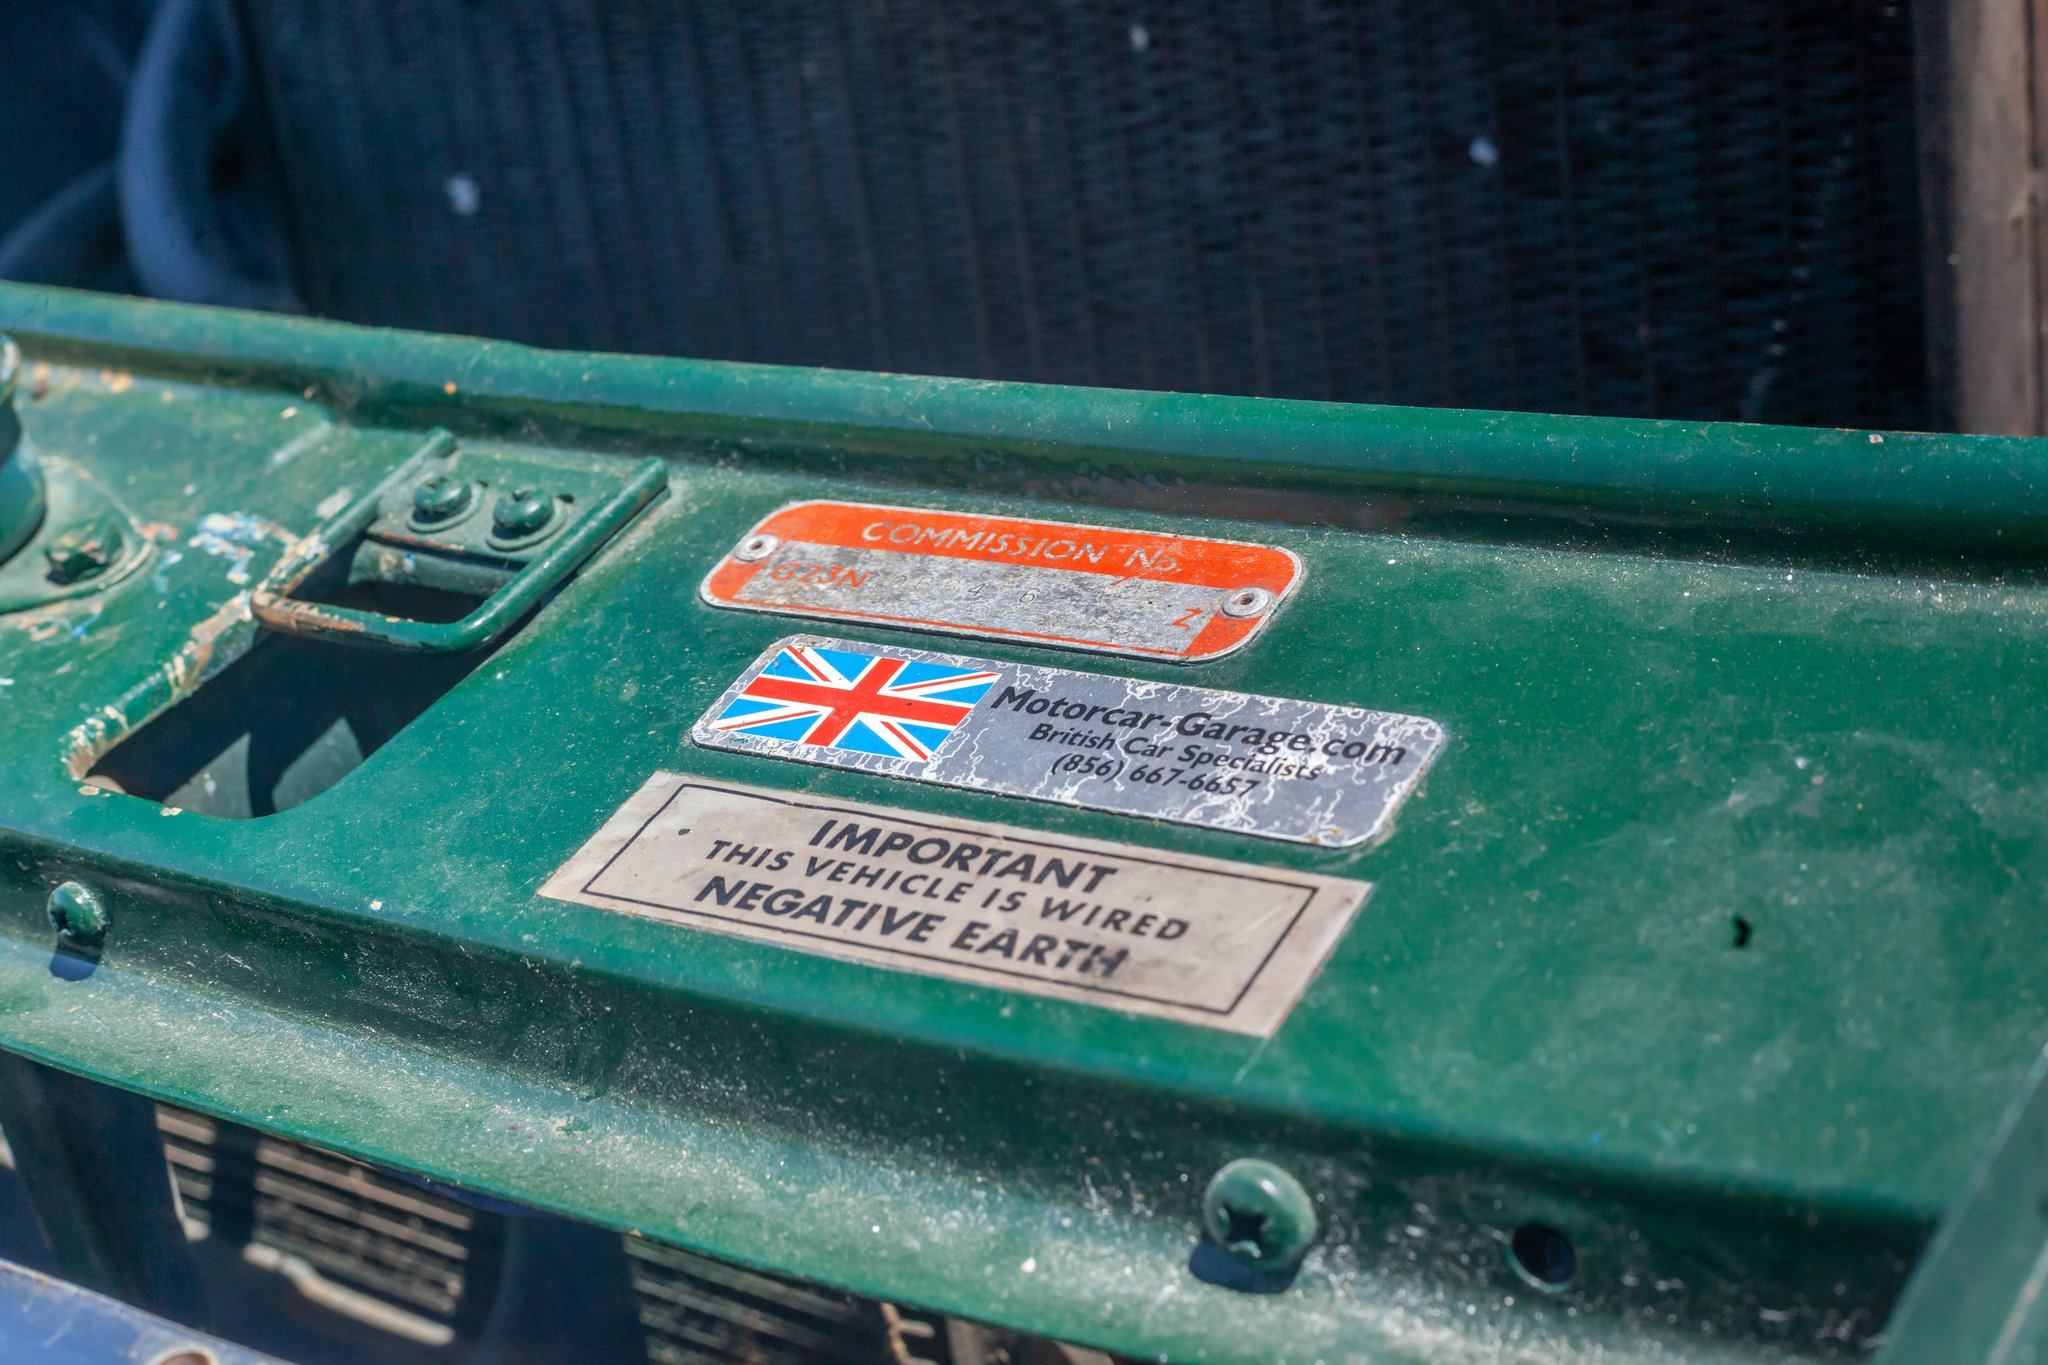 COMMISSION No.
G23N Z
Motorcar-Garage.com
British Car Specialists
(856) 667-6657
IMPORTANT
THIS VEHICLE IS WIRED
NEGATIVE EARTH